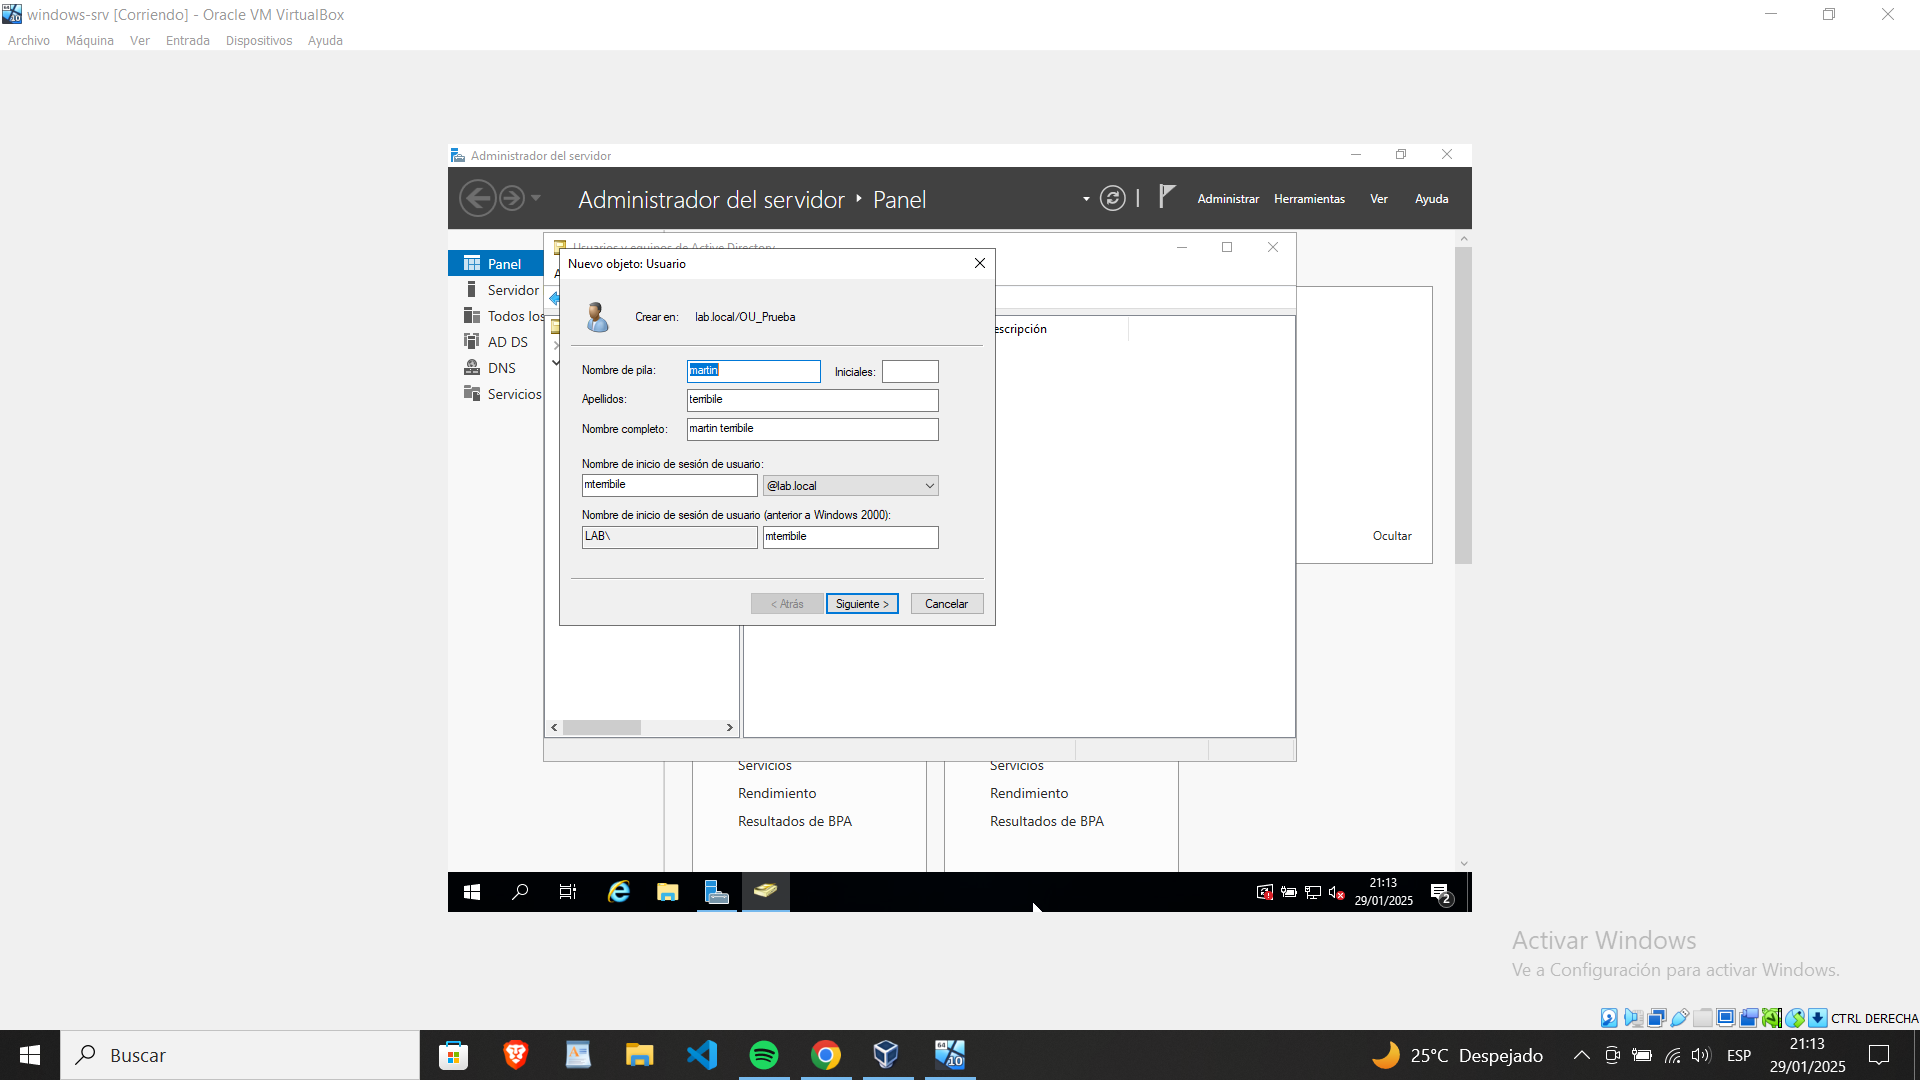 windows-srv [Corriendo] - Oracle VM VirtualBox
Archivo Máquina Ver Entrada Dispositivos Ayuda
Administrador del servidor
Administrador del servidor Panel
Administrar Herramientas Ver Ayuda
Usuarios y equipos de Active Directory
Panel
Servidor
Todos los
AD DS
DNS
Servicios
A
Nuevo objeto: Usuario
Crear en: lab.local/OU_Prueba
Nombre de pila: martin Iniciales:
Apellidos: terribile
Nombre completo: martin terribile
Nombre de inicio de sesión de usuario:
mterribile @lab.local
Nombre de inicio de sesión de usuario (anterior a Windows 2000):
LAB\ mterribile
< Atrás Siguiente > Cancelar
escripción
Ocultar
Servicios Servicios
Rendimiento Rendimiento
Resultados de BPA Resultados de BPA
21:13
29/01/2025
2
Activar Windows
Ve a Configuración para activar Windows.
CTRL DERECHA
Buscar
64
10
25°C Despejado
ESP
21:13
29/01/2025